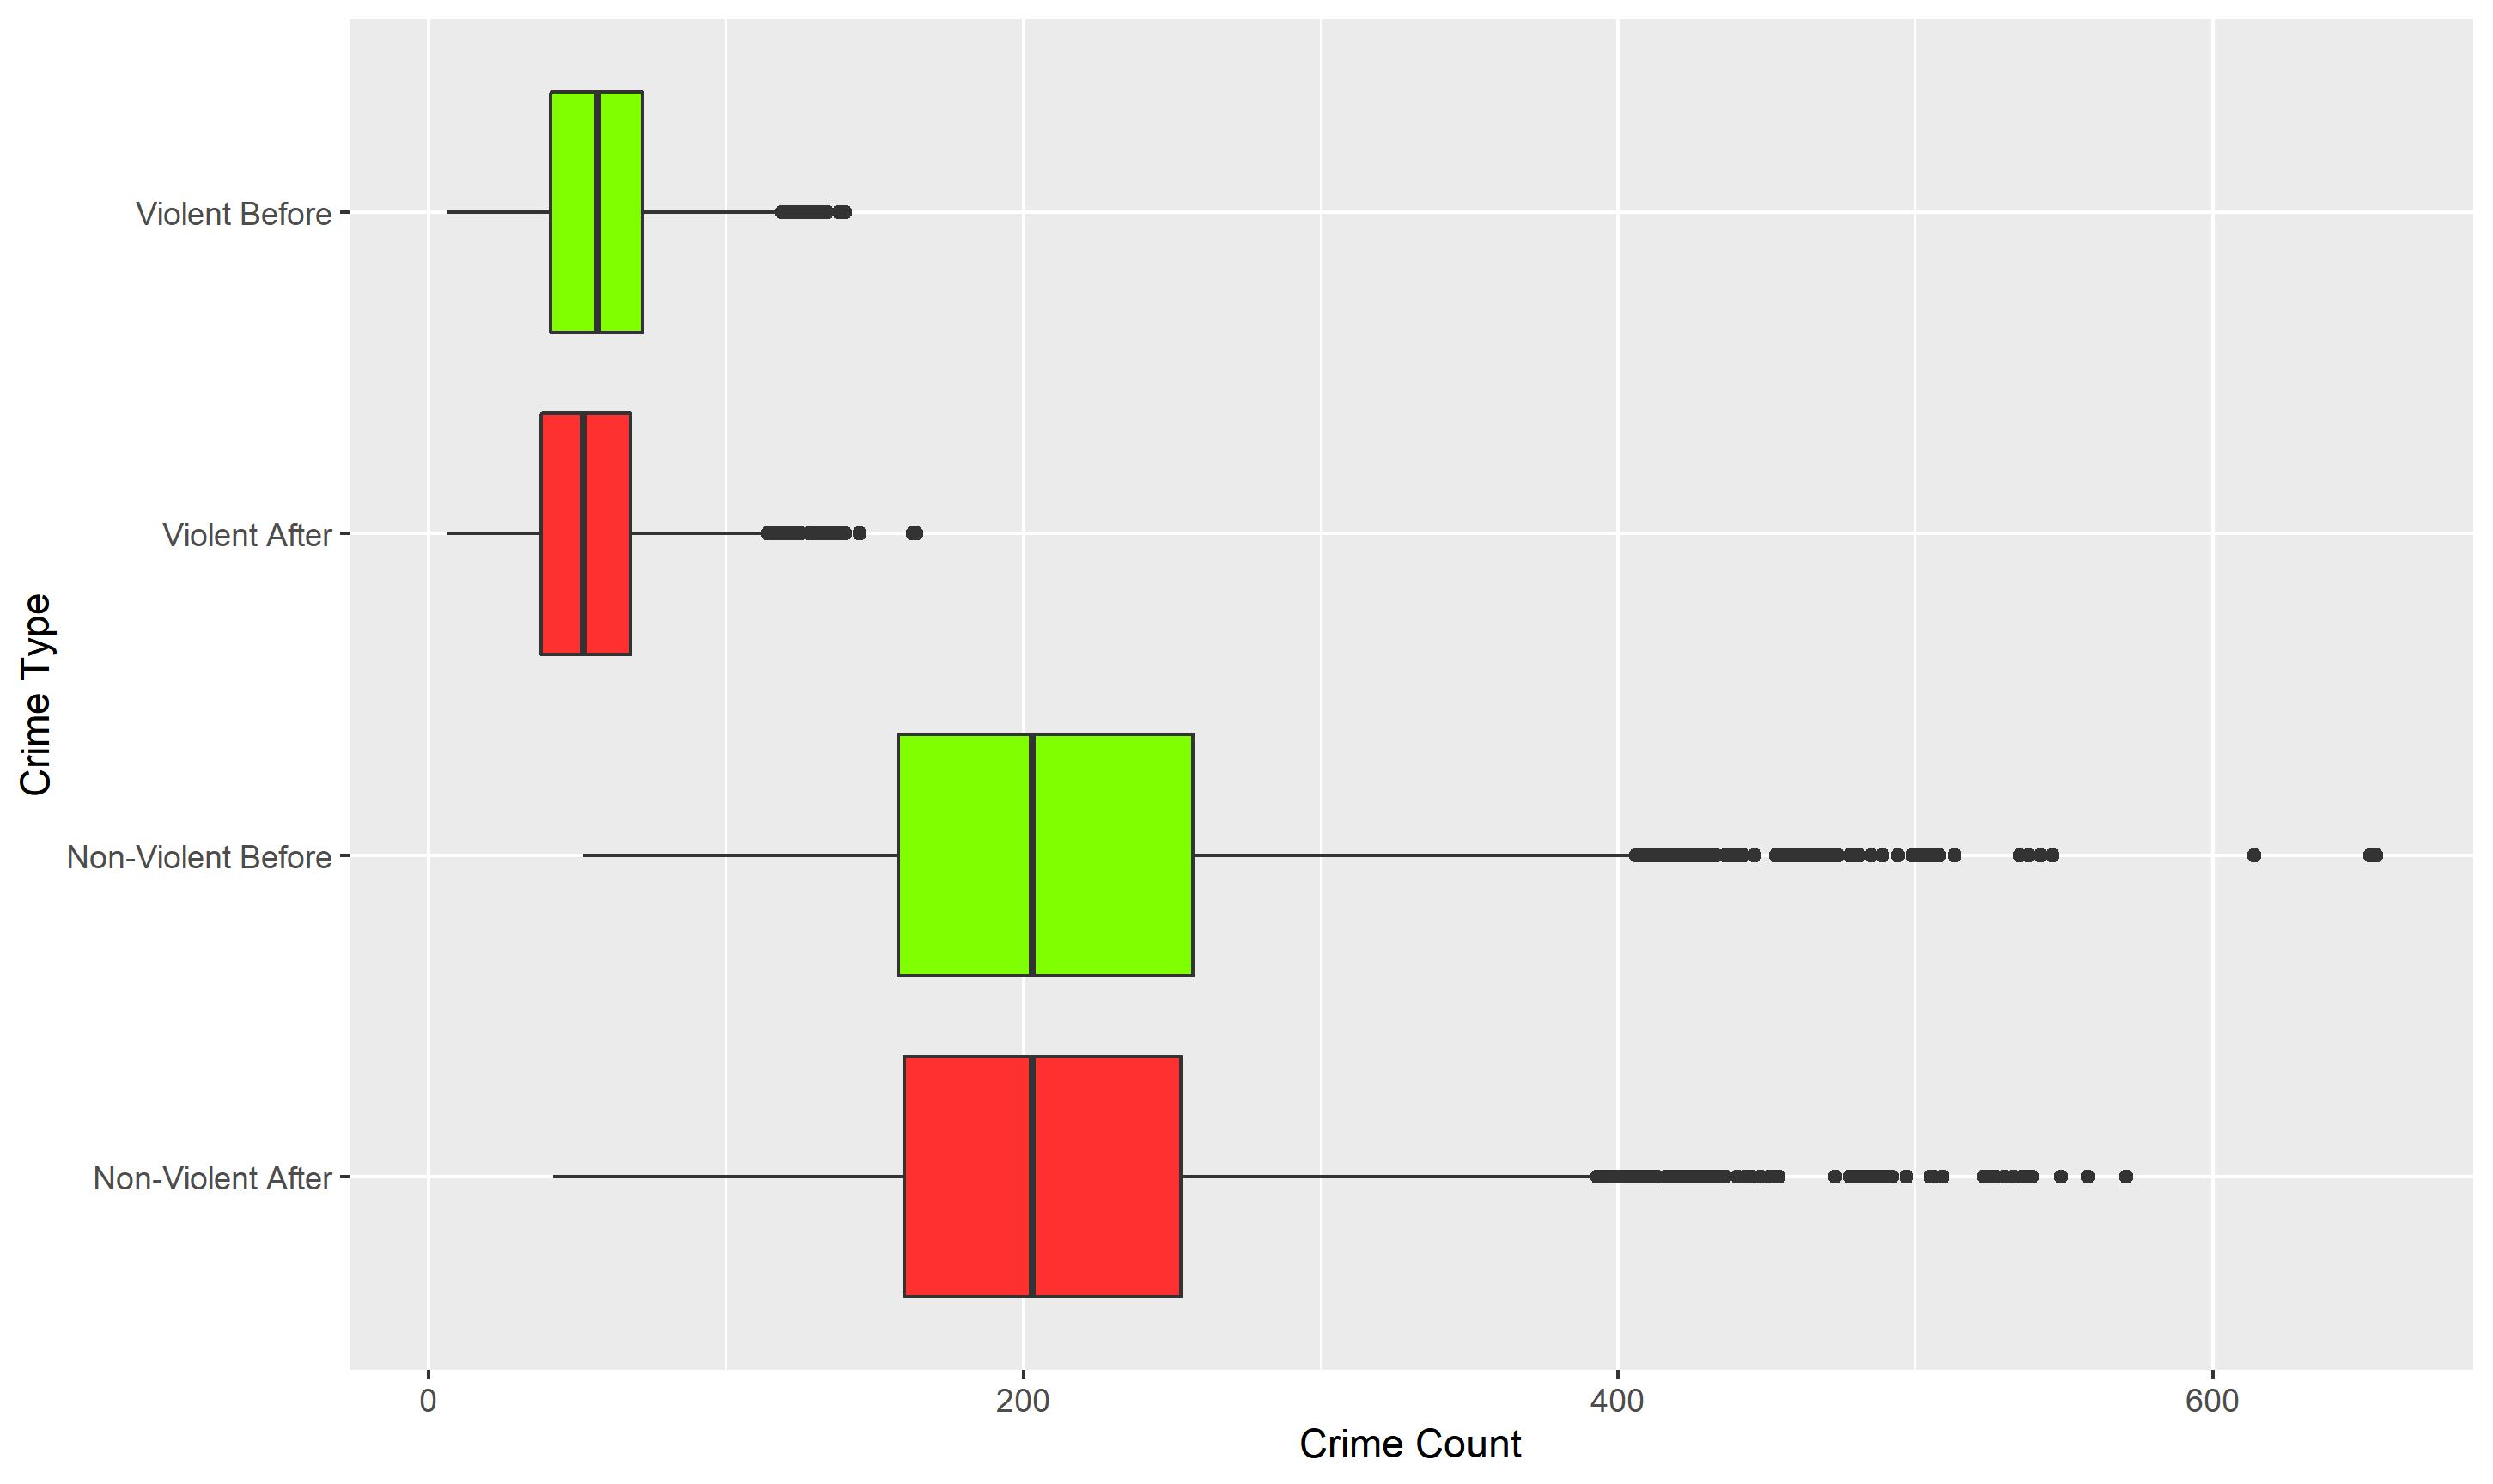 Violent Before
Violent After
Crime Type
Non-Violent Before
Non-Violent After
0 200 400 600
Crime Count